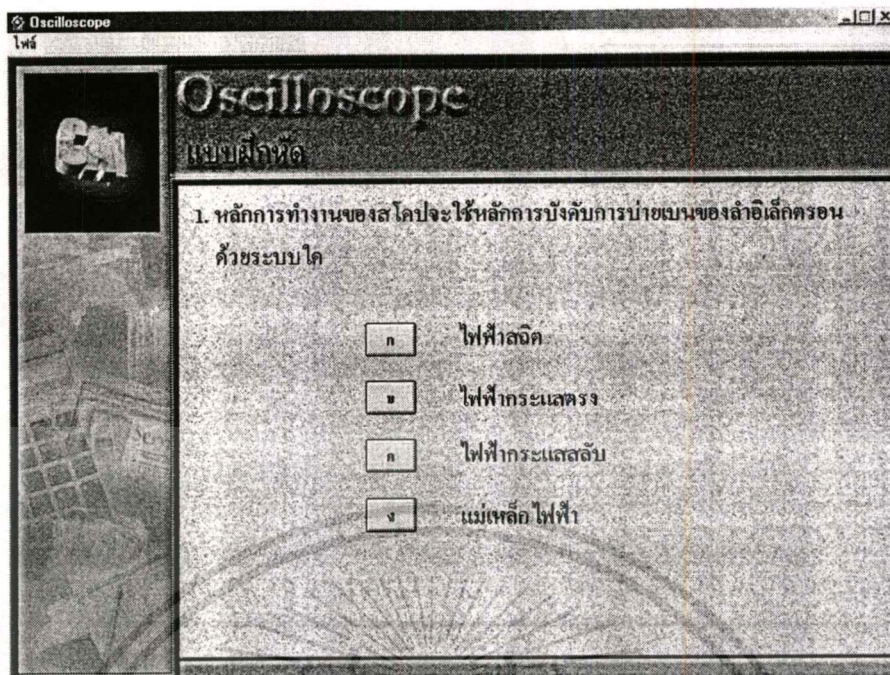 Oscilloscope
ไฟล์
Oscilloscope
แบบฝึกหัด
1. หลักการทำงานของสโคปจะใช้หลักการบังคับการบ่ายเบนของลำอิเล็กตรอน
ด้วยระบบใด
ก ไฟฟ้าสถิต
ข ไฟฟ้ากระแสตรง
ค ไฟฟ้ากระแสสลับ
ง แม่เหล็กไฟฟ้า